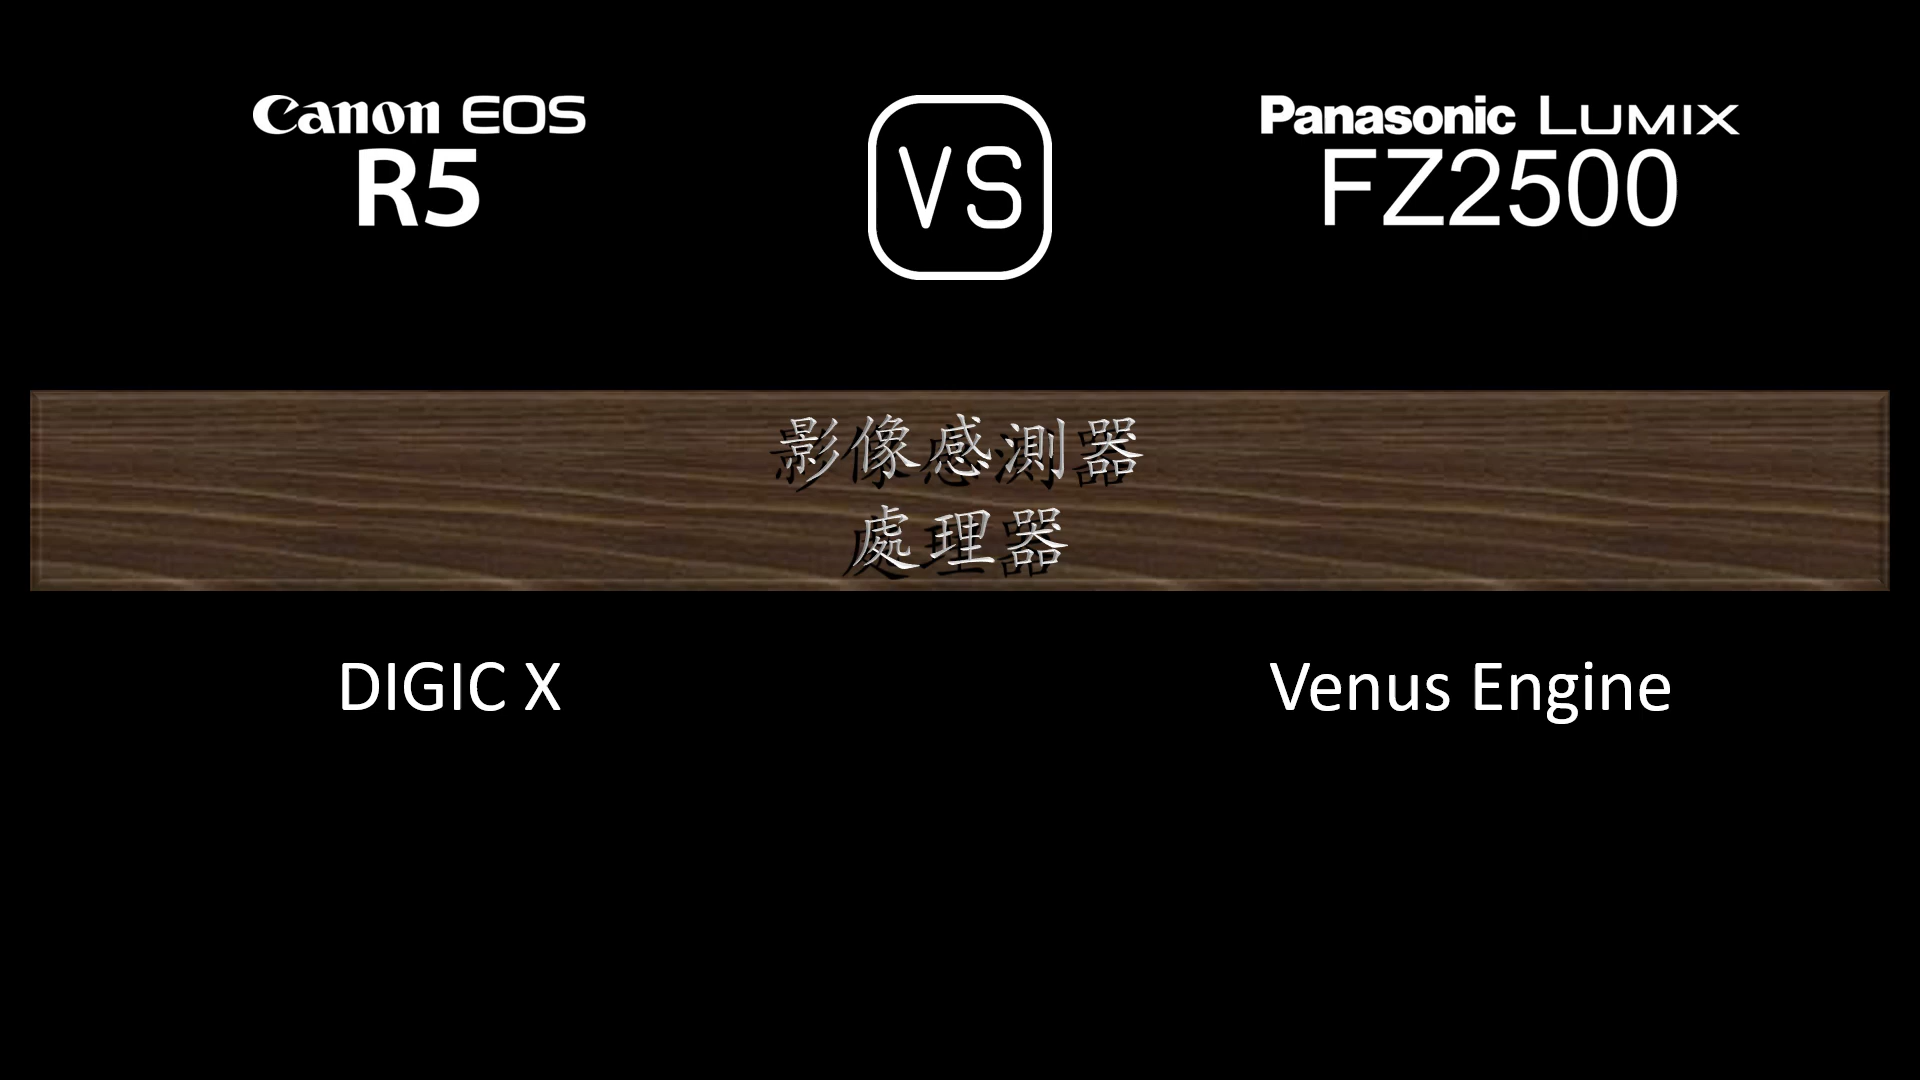 Canon EOS
R5
VS
Panasonic LUMIX
FZ2500
影像感測器
處理器
DIGIC X
Venus Engine